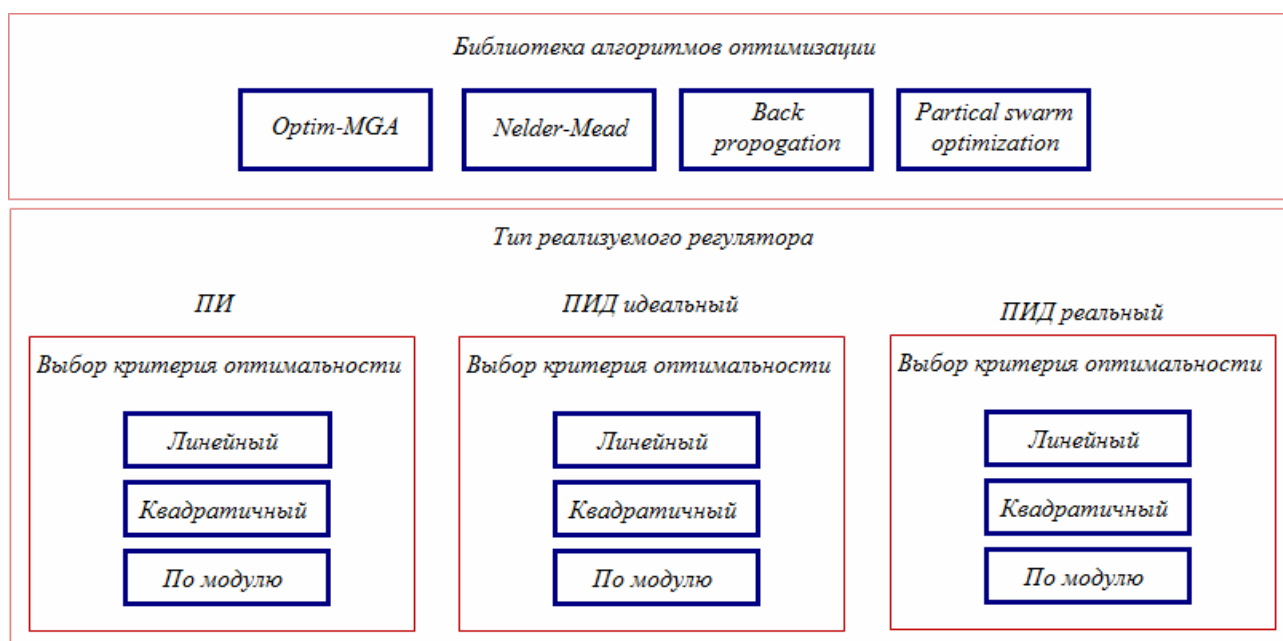 Библиотека алгоритмов оптимизации
Optim-MGA
Nelder-Mead
Back
propogation
Partical swarm
optimization
Тип реализуемого регулятора
ПИ
Выбор критерия оптимальности
Линейный
Квадратичный
По модулю
ПИД идеальный
Выбор критерия оптимальности
Линейный
Квадратичный
По модулю
ПИД реальный
Выбор критерия оптимальности
Линейный
Квадратичный
По модулю